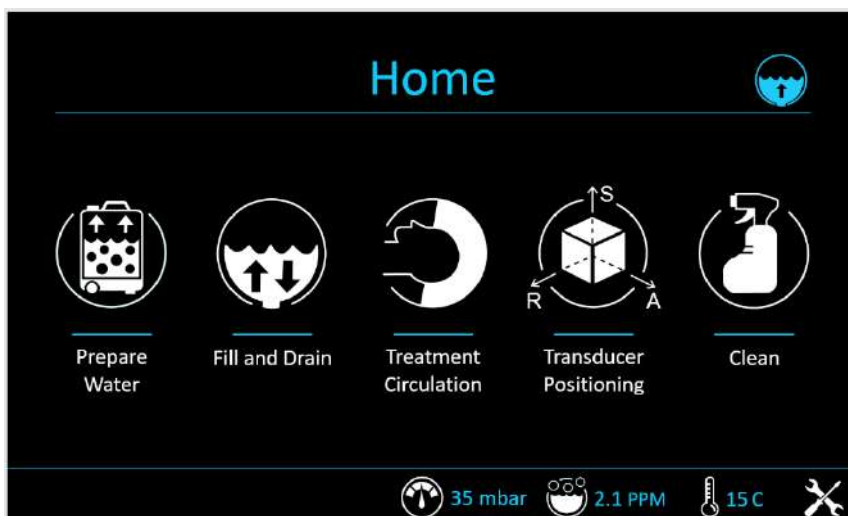 Home
S
R
A
Prepare
Water
Fill and Drain
Treatment
Circulation
Transducer
Positioning
Clean
35 mbar
2.1 PPM
15 C